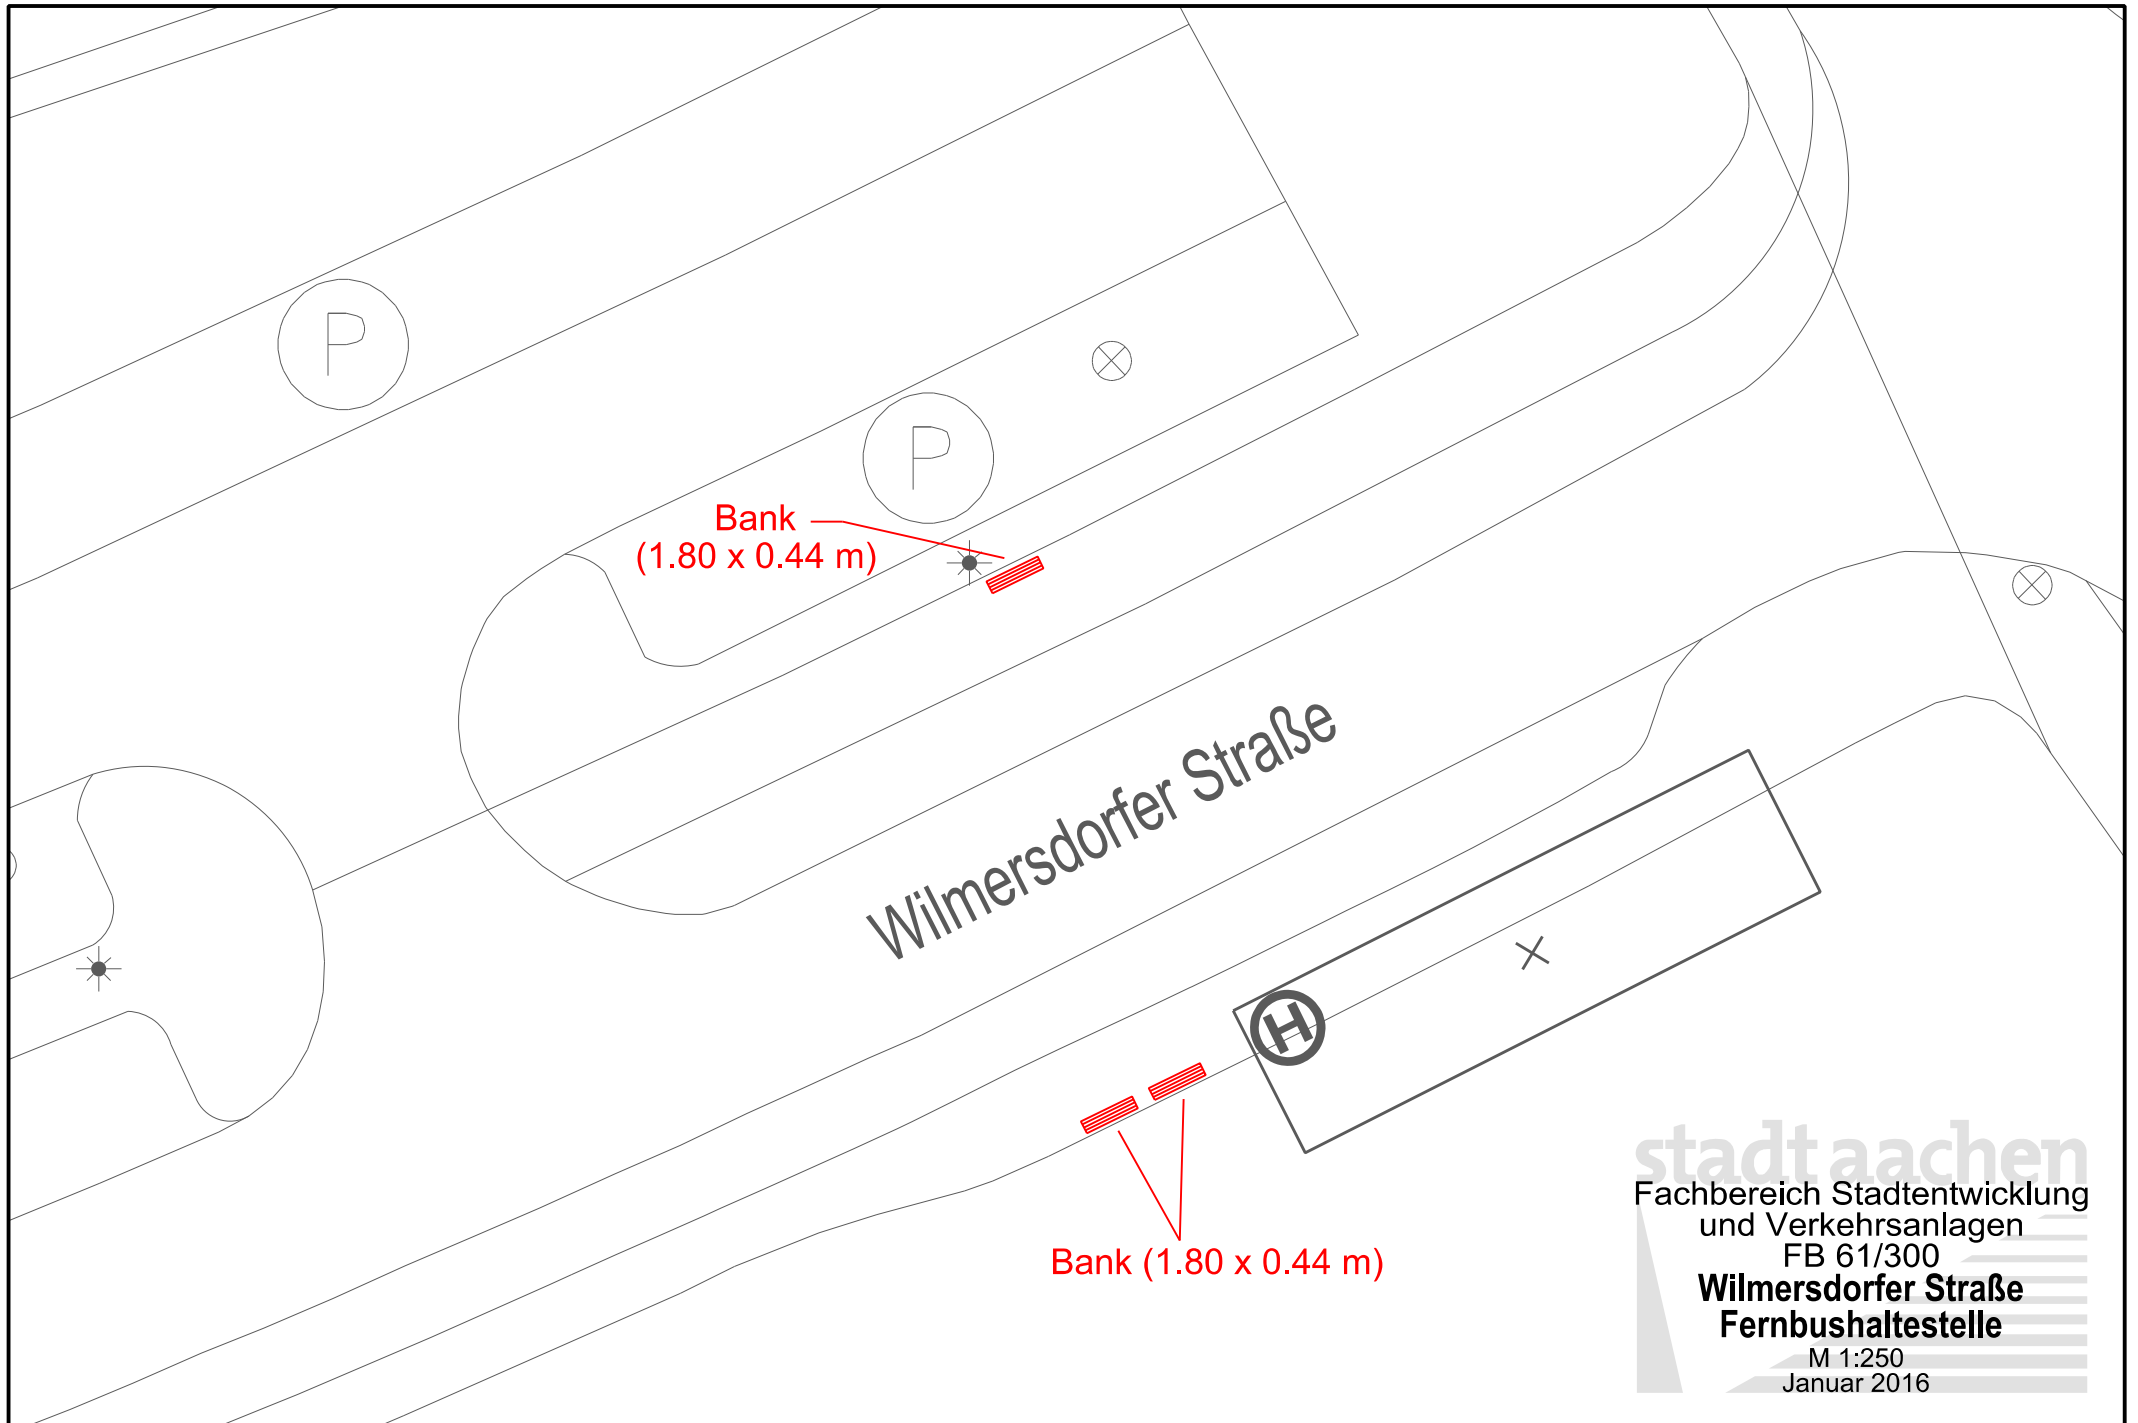 P
P
Bank
(1.80 x 0.44 m)
Wilmersdorfer Straße
H
Bank (1.80 x 0.44 m)
stadt aachen
Fachbereich Stadtentwicklung
und Verkehrsanlagen
FB 61/300
Wilmersdorfer Straße
Fernbushaltestelle
M 1:250
Januar 2016